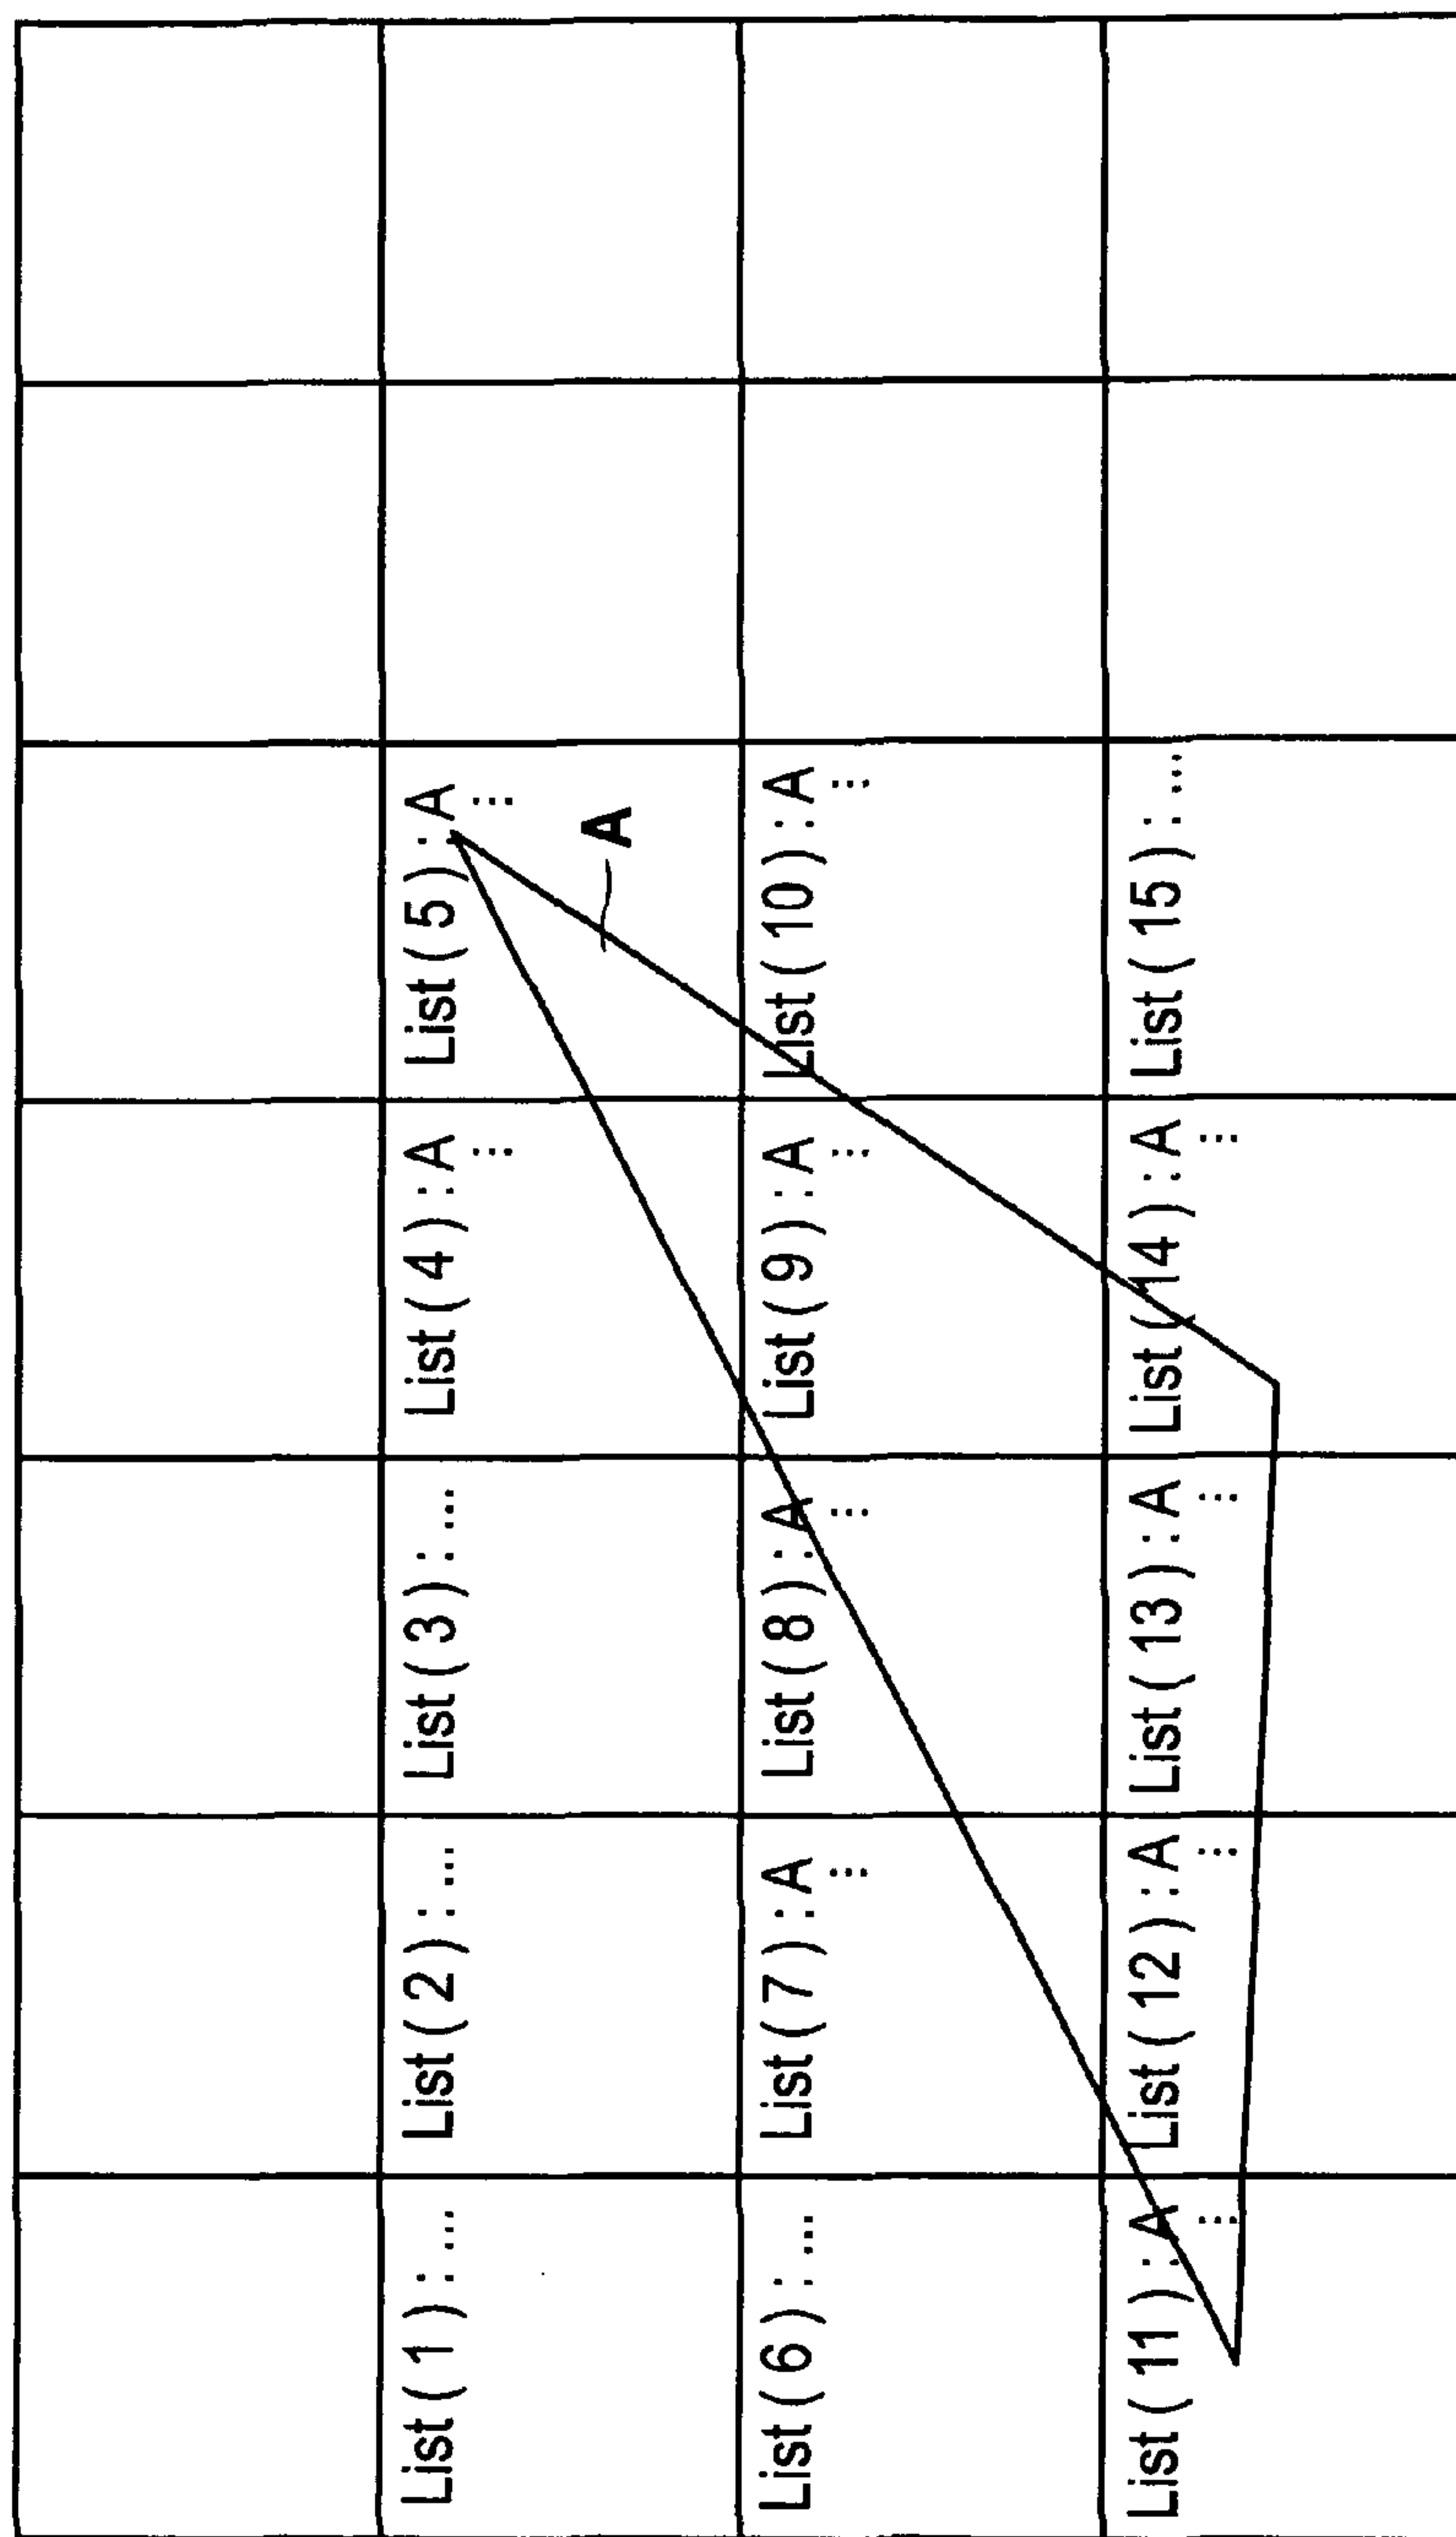 List ( 1 ) : ...
List ( 2 ) : ...
List ( 3 ) : ...
List ( 4 ) : A
...
List ( 5 ) : A
...
A
List ( 6 ) : ...
List ( 7 ) : A
...
List ( 8 ) : A
...
List ( 9 ) : A
...
List ( 10 ) : A
...
List ( 11 ) : A
...
List ( 12 ) : A
...
List ( 13 ) : A
...
List ( 14 ) : A
...
List ( 15 ) : ...